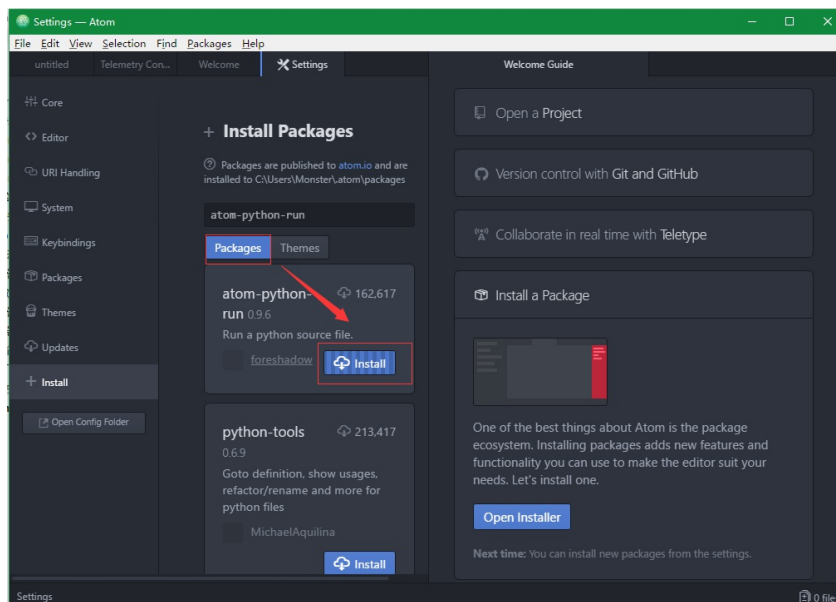 Settings — Atom
File Edit View Selection Find Packages Help
untitled Telemetry Con... Welcome Settings Welcome Guide
Core
Editor
URI Handling
System
Keybindings
Packages
Themes
Updates
Install
Open Config Folder
Install Packages
Packages are published to atom.io and are
installed to C:\Users\Monster\.atom\packages
atom-python-run
Packages Themes
atom-python- 162,617
run 0.9.6
Run a python source file.
foreshadow Install
python-tools 213,417
0.6.9
Goto definition, show usages,
refactor/rename and more for
python files
MichaelAquilina
Install
Open a Project
Version control with Git and GitHub
Collaborate in real time with Teletype
Install a Package
One of the best things about Atom is the package
ecosystem. Installing packages adds new features and
functionality you can use to make the editor suit your
needs. Let's install one.
Open Installer
Next time: You can install new packages from the settings.
Settings 0 file